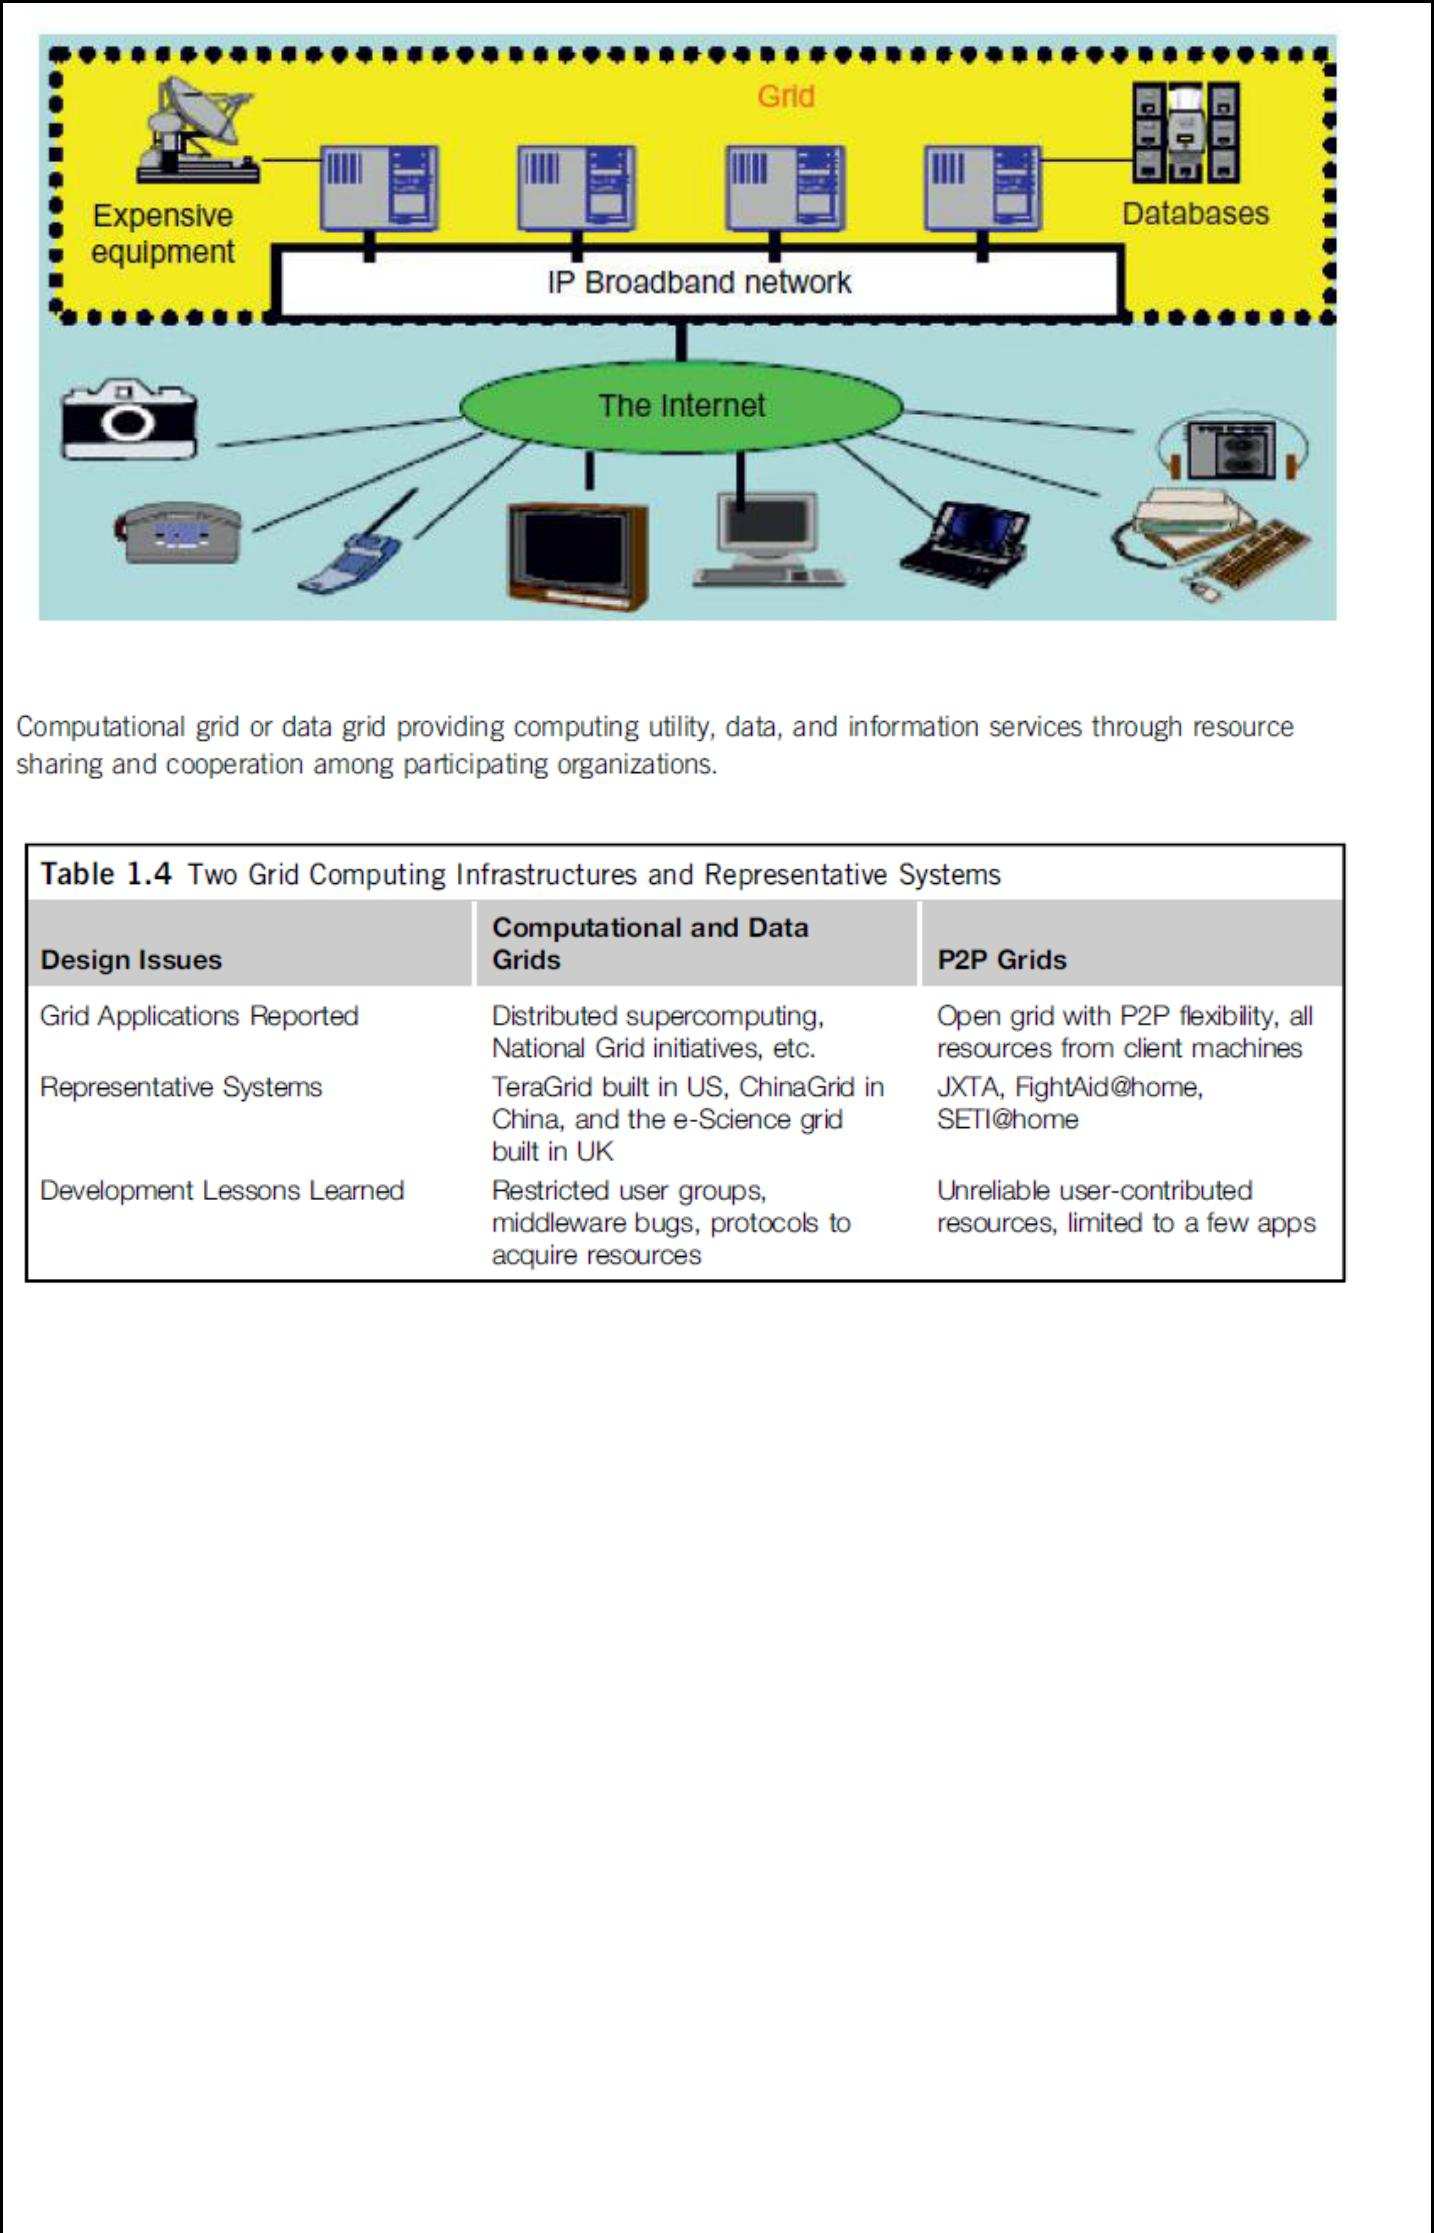 Grid
Expensive
equipment
Databases
IP Broadband network
The Internet
Computational grid or data grid providing computing utility, data, and information services through resource
sharing and cooperation among participating organizations.
Table 1.4 Two Grid Computing Infrastructures and Representative Systems
Design Issues
Computational and Data
Grids
P2P Grids
Grid Applications Reported
Distributed supercomputing,
National Grid initiatives, etc.
Open grid with P2P flexibility, all
resources from client machines
Representative Systems
TeraGrid built in US, ChinaGrid in
China, and the e-Science grid
built in UK
JXTA, FightAid@home,
SETI@home
Development Lessons Learned
Restricted user groups,
middleware bugs, protocols to
acquire resources
Unreliable user-contributed
resources, limited to a few apps